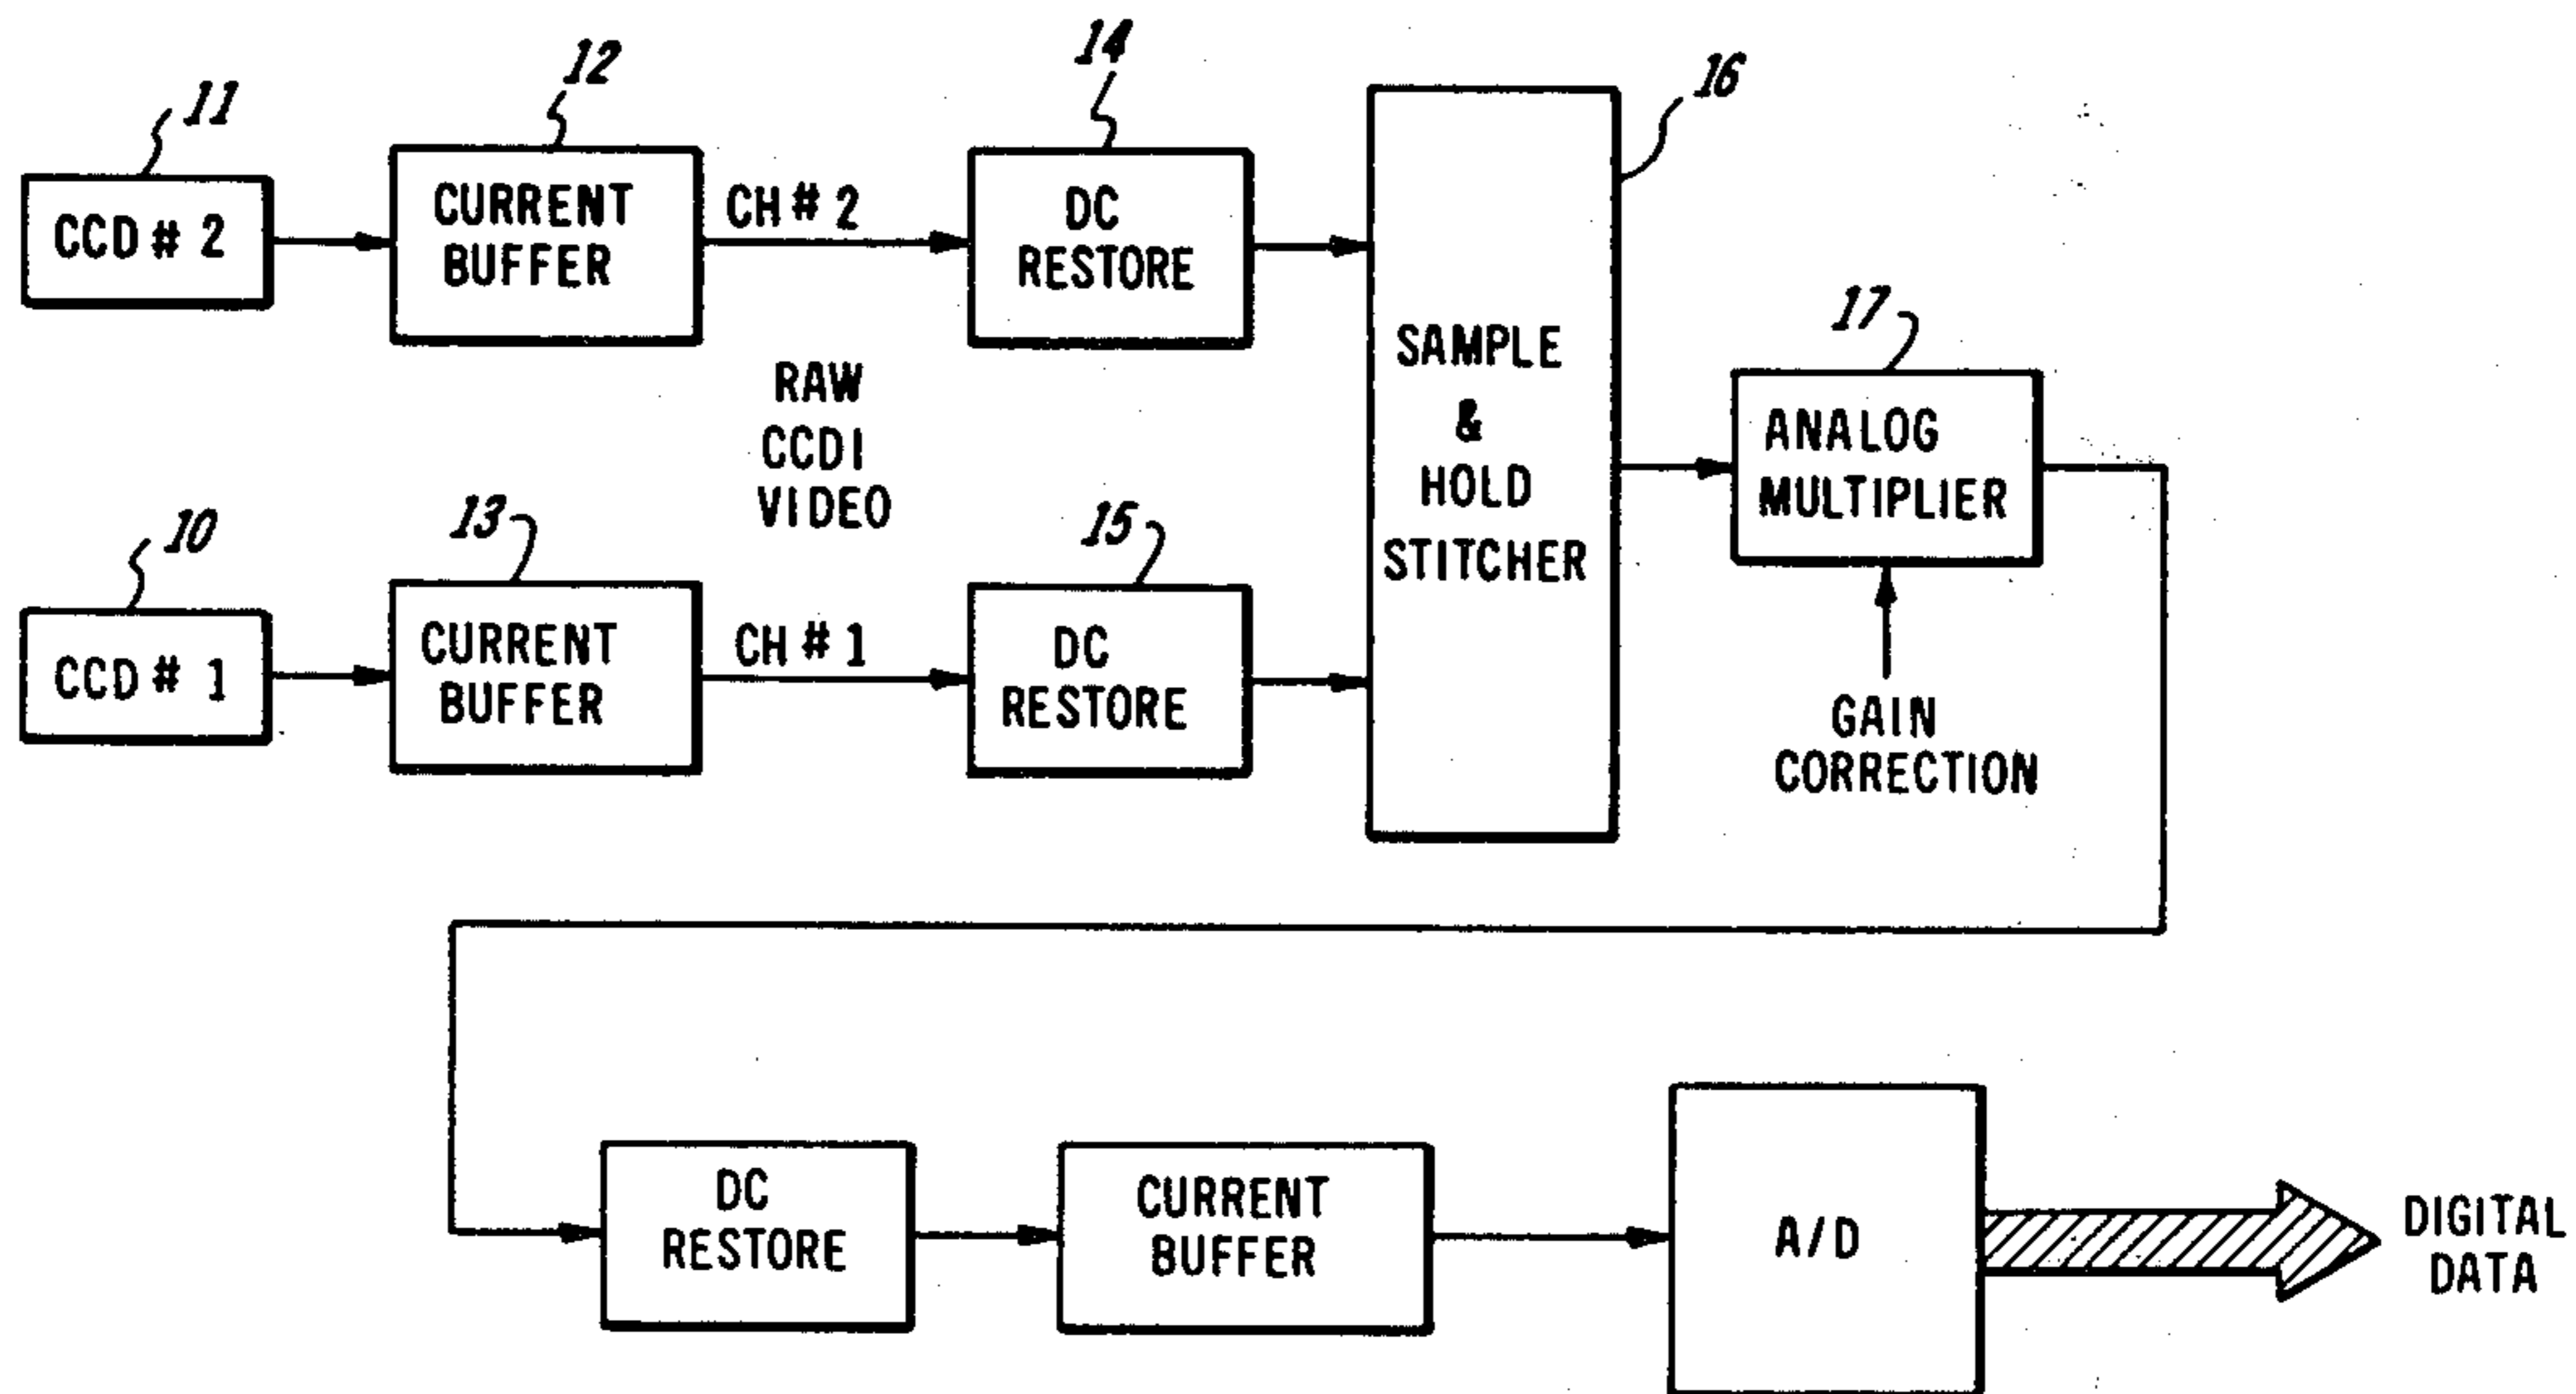 11
12
14
16
CCD # 2
CURRENT
BUFFER
CH # 2
DC
RESTORE
SAMPLE
&
HOLD
STITCHER
17
ANALOG
MULTIPLIER
RAW
CCDI
VIDEO
10
13
15
CCD # 1
CURRENT
BUFFER
CH # 1
DC
RESTORE
GAIN
CORRECTION
DC
RESTORE
CURRENT
BUFFER
A/D
DIGITAL
DATA